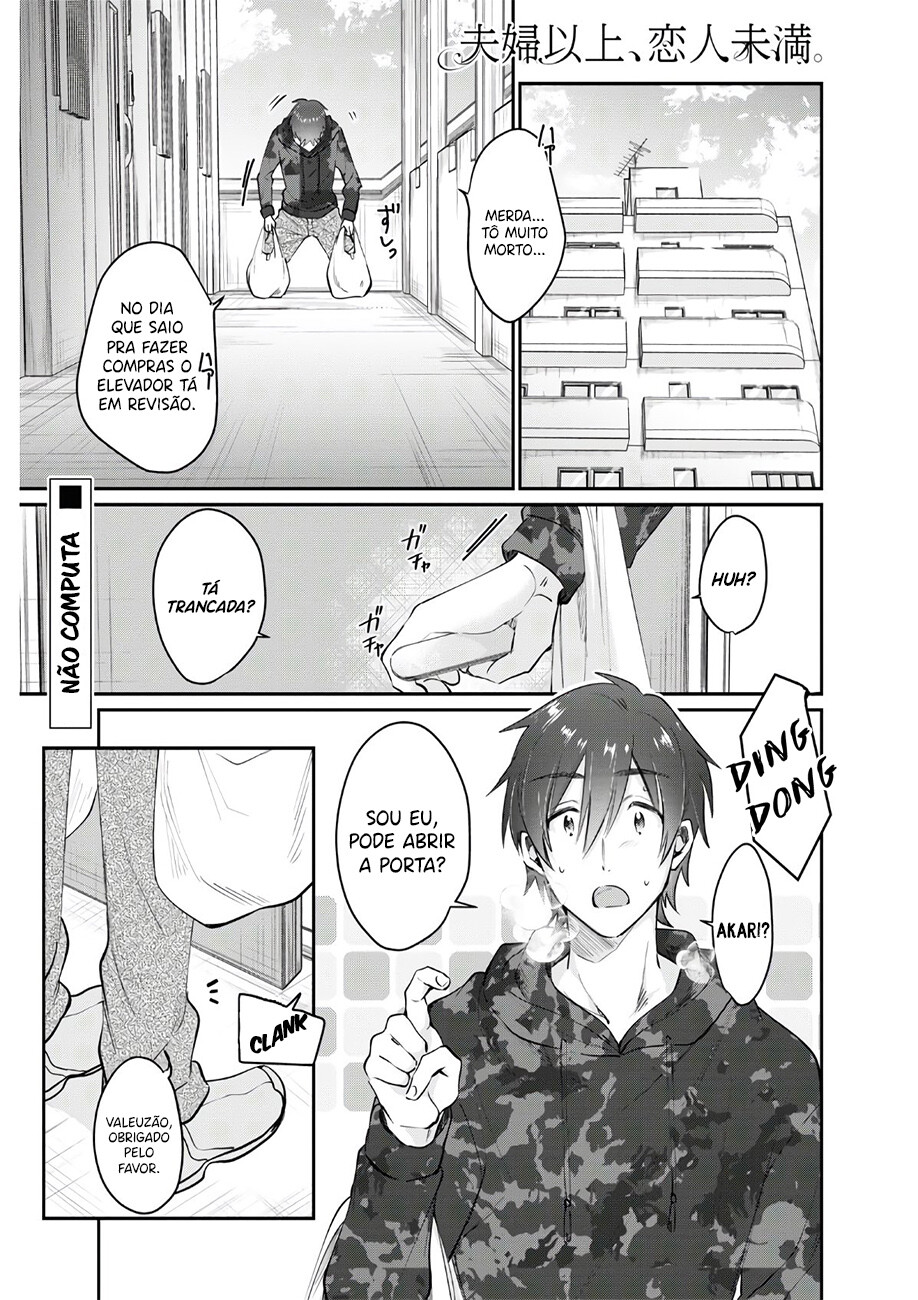 夫婦以上、恋人未満。
MERDA...
TÔ MUITO
MORTO...
ハァ
NO DIA
QUE SAIO
PRA FAZER
COMPRAS O
ELEVADOR TÁ
EM REVISÃO.
ハァ
ずしっ
HUH?
ガチャ
ガチャ
TÁ
TRANCADA?
NÃO COMPUTA
DING
DONG
AKARI?
SOU EU,
PODE ABRIR
A PORTA?
CLANK
VALEUZÃO,
OBRIGADO
PELO
FAVOR.